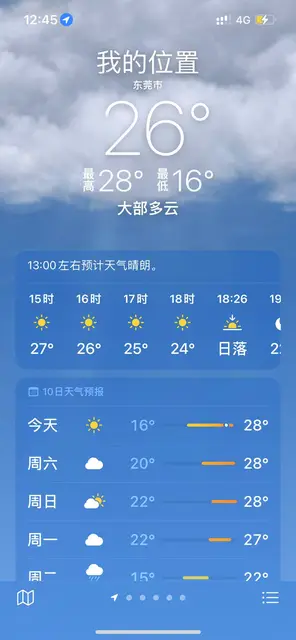 12:45 4G
我的位置
东莞市
26°
最高28° 最低16°
大部多云
13:00左右预计天气晴朗。
15时 16时 17时 18时 18:26
27° 26° 25° 24° 日落
10日天气预报
今天 16° 28°
周六 20° 28°
周日 22° 28°
周一 22° 27°
周二 15° 22°